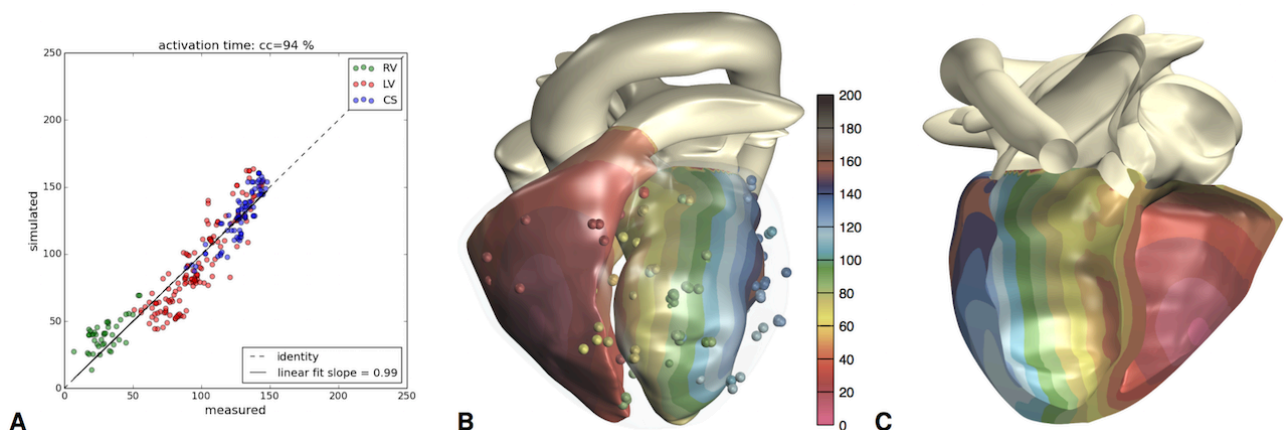 activation time: cc=94 %
250
200
150
100
50
0
simulated
RV
LV
CS
identity
linear fit slope = 0.99
0 50 100 150 200 250
measured
A
B
200
180
160
140
120
100
80
60
40
20
0
C